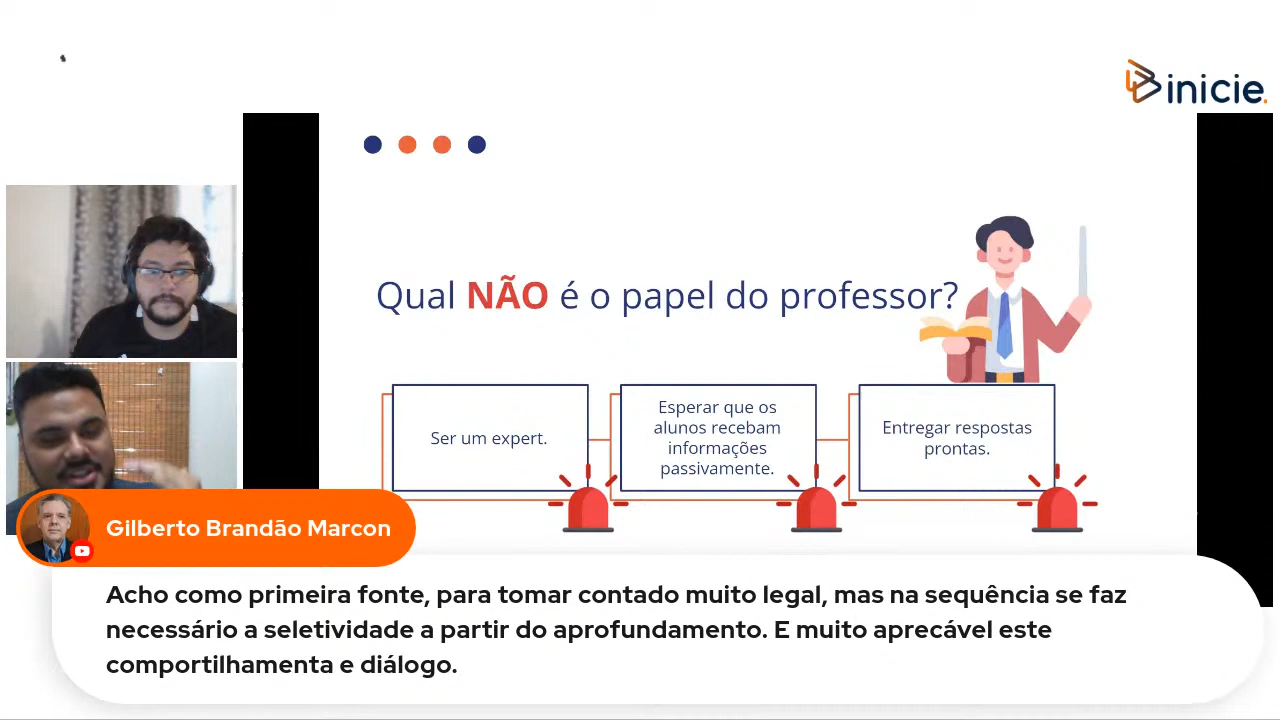 inicie.
Qual NÃO é o papel do professor?
Ser um expert.
Esperar que os
alunos recebam
informações
passivamente.
Entregar respostas
prontas.
Gilberto Brandão Marcon
Acho como primeira fonte, para tomar contado muito legal, mas na sequência se faz
necessário a seletividade a partir do aprofundamento. E muito aprecável este
comportilhamenta e diálogo.